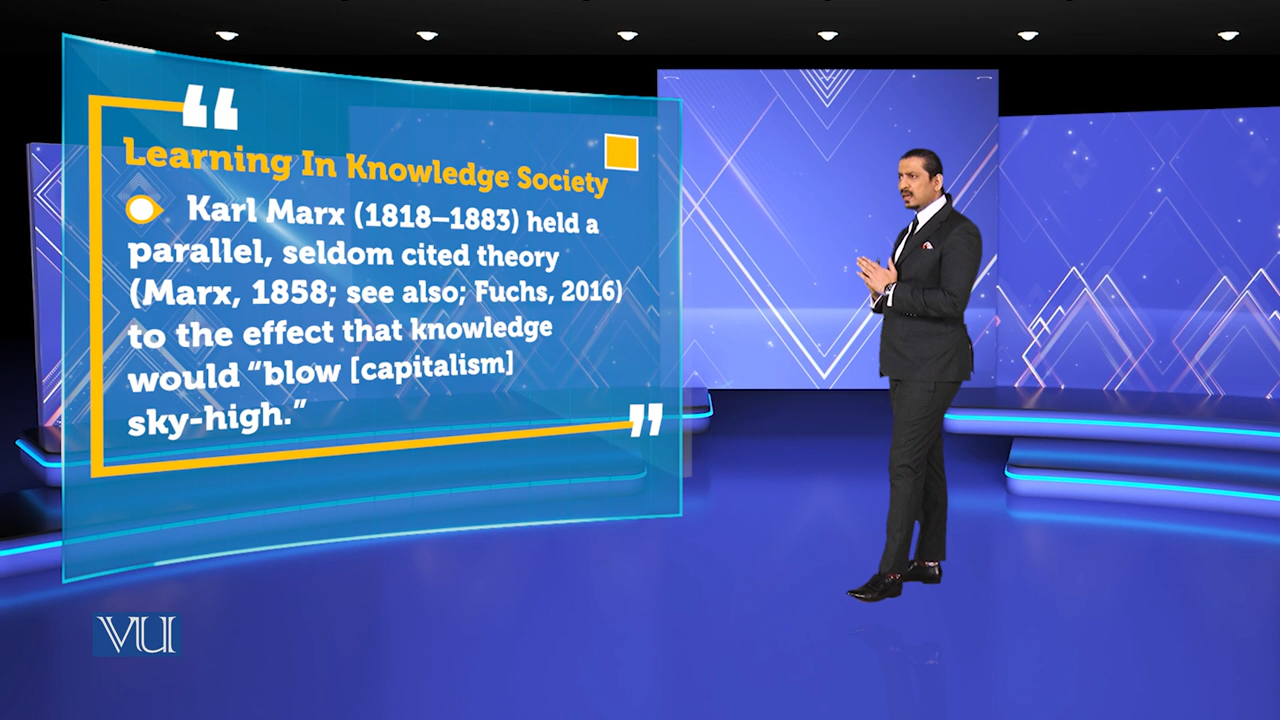 “
Learning In Knowledge Society
Karl Marx (1818–1883) held a
parallel, seldom cited theory
(Marx, 1858; see also; Fuchs, 2016)
to the effect that knowledge
would “blow [capitalism]
sky-high.”
”
VU